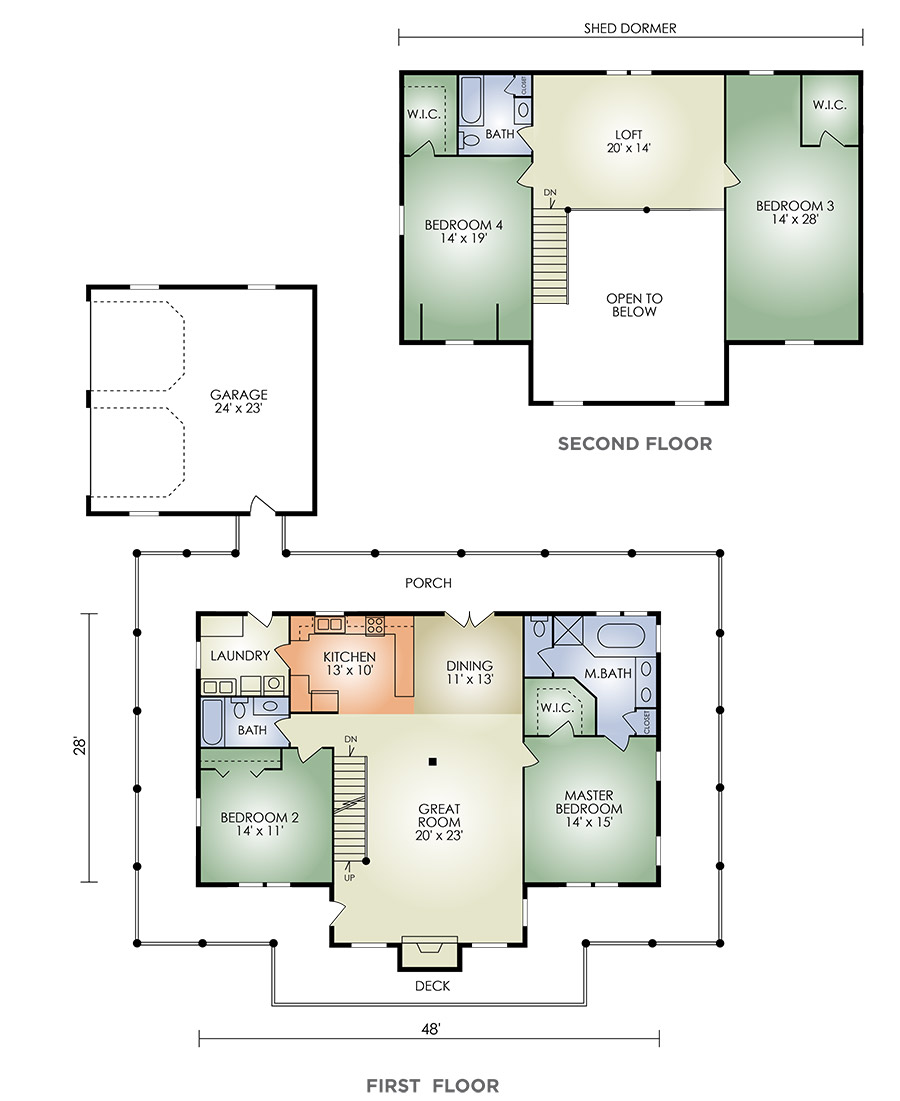 SHED DORMER
W.I.C.
CLOSET
BATH
LOFT
20' x 14'
W.I.C.
DN
BEDROOM 4
14' x 19'
BEDROOM 3
14' x 28'
OPEN TO
BELOW
SECOND FLOOR
GARAGE
24' x 23'
PORCH
LAUNDRY
KITCHEN
13' x 10'
DINING
11' x 13'
M.BATH
W.I.C.
CLOSET
BATH
DN
28'
BEDROOM 2
14' x 11'
GREAT
ROOM
20' x 23'
MASTER
BEDROOM
14' x 15'
UP
DECK
48'
FIRST FLOOR